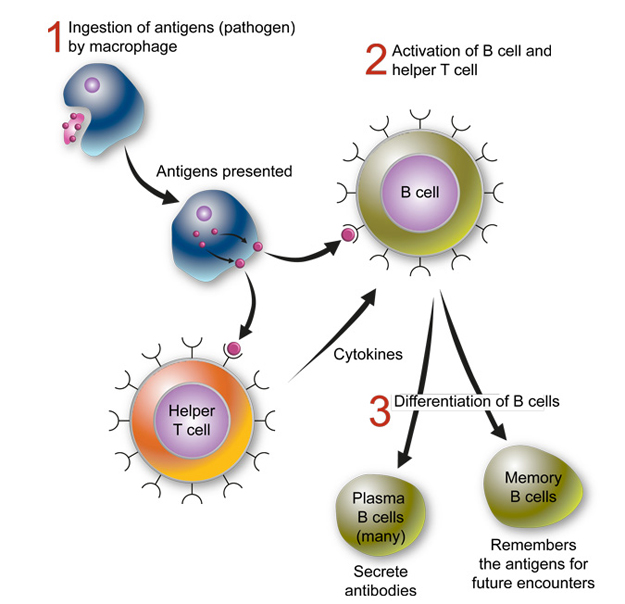 1 Ingestion of antigens (pathogen)
by macrophage
2 Activation of B cell and
helper T cell
Antigens presented
B cell
Cytokines
Helper
T cell
3 Differentiation of B cells
Plasma
B cells
(many)
Memory
B cells
Secrete
antibodies
Remembers
the antigens for
future encounters